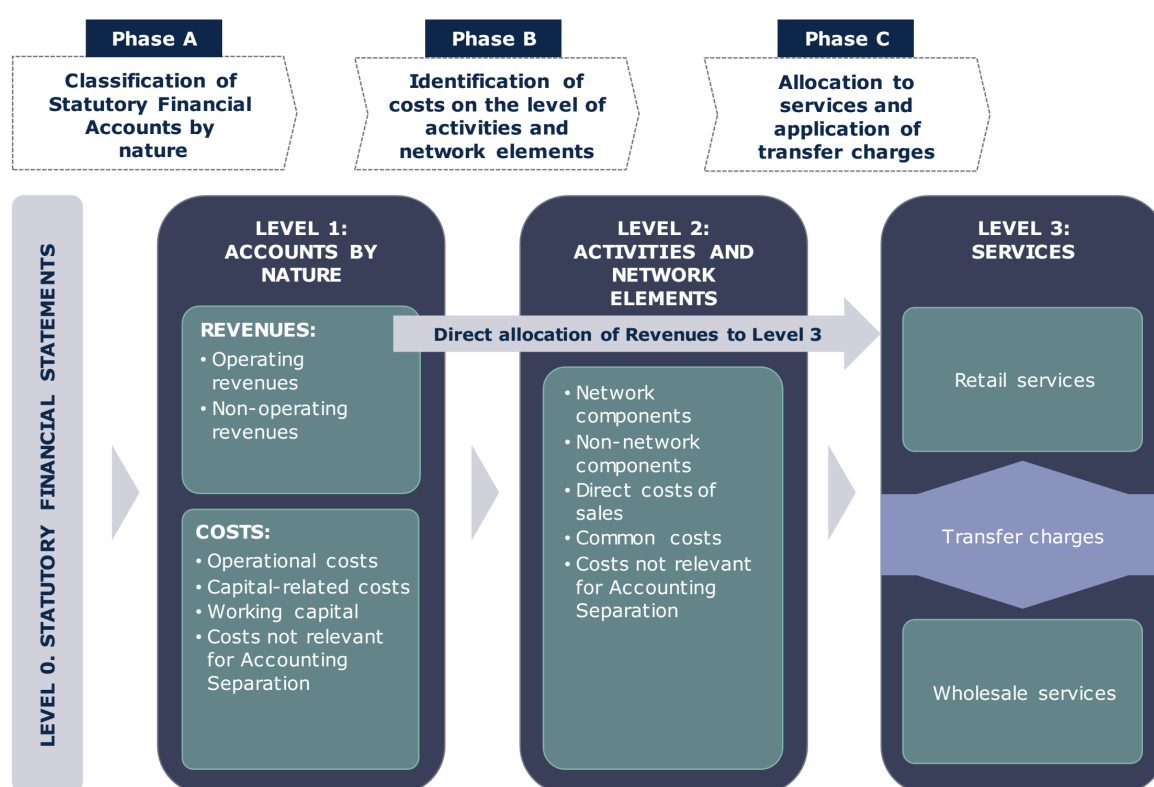 Phase A
Classification of
Statutory Financial
Accounts by
nature
Phase B
Identification of
costs on the level of
activities and
network elements
Phase C
Allocation to
services and
application of
transfer charges
LEVEL 0. STATUTORY FINANCIAL STATEMENTS
LEVEL 1:
ACCOUNTS BY
NATURE
REVENUES:
• Operating
revenues
• Non-operating
revenues
COSTS:
• Operational costs
• Capital-related costs
• Working capital
• Costs not relevant
for Accounting
Separation
LEVEL 2:
ACTIVITIES AND
NETWORK
ELEMENTS
Direct allocation of Revenues to Level 3
• Network
components
• Non-network
components
• Direct costs of
sales
• Common costs
• Costs not relevant
for Accounting
Separation
LEVEL 3:
SERVICES
Retail services
Transfer charges
Wholesale services